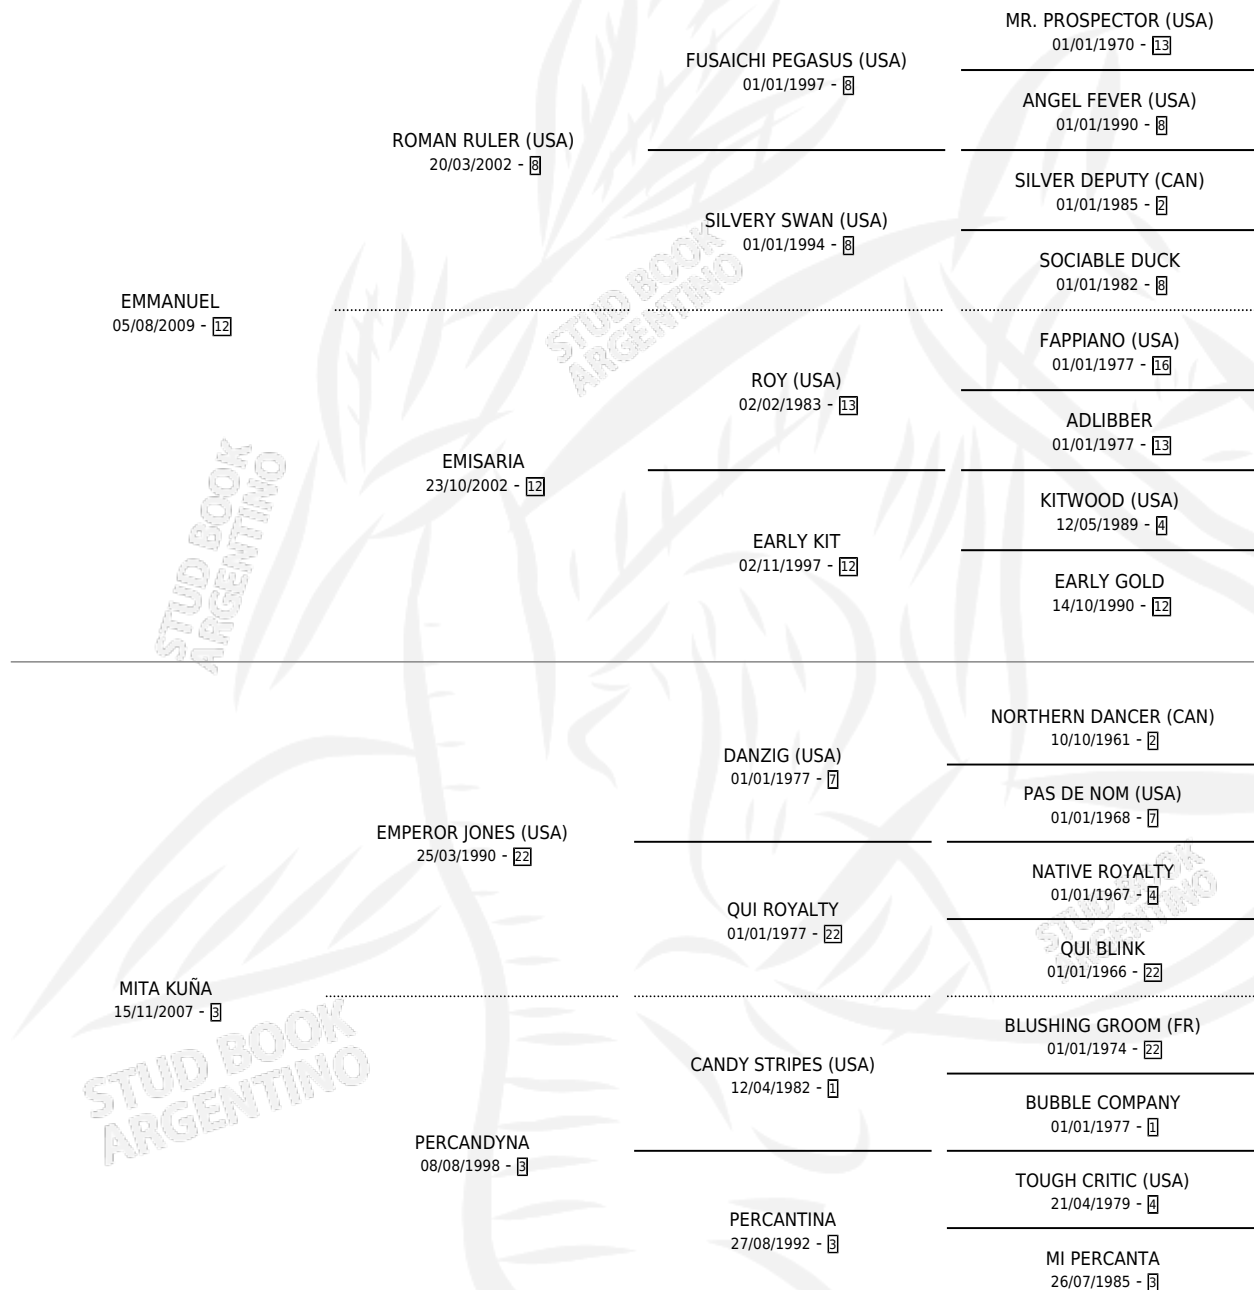 MR. PROSPECTOR (USA)
01/01/1970 - 13
FUSAICHI PEGASUS (USA)
01/01/1997 - 8
ANGEL FEVER (USA)
01/01/1990 - 8
ROMAN RULER (USA)
20/03/2002 - 8
SILVER DEPUTY (CAN)
01/01/1985 - 2
SILVERY SWAN (USA)
01/01/1994 - 8
SOCIABLE DUCK
01/01/1982 - 8
EMMANUEL
05/08/2009 - 12
FAPPIANO (USA)
01/01/1977 - 16
ROY (USA)
02/02/1983 - 13
ADLIBBER
01/01/1977 - 13
EMISARIA
23/10/2002 - 12
KITWOOD (USA)
12/05/1989 - 4
EARLY KIT
02/11/1997 - 12
EARLY GOLD
14/10/1990 - 12
NORTHERN DANCER (CAN)
10/10/1961 - 2
DANZIG (USA)
01/01/1977 - 7
PAS DE NOM (USA)
01/01/1968 - 7
EMPEROR JONES (USA)
25/03/1990 - 22
NATIVE ROYALTY
01/01/1967 - 4
QUI ROYALTY
01/01/1977 - 22
QUI BLINK
01/01/1966 - 22
MITA KUÑA
15/11/2007 - 3
BLUSHING GROOM (FR)
01/01/1974 - 22
CANDY STRIPES (USA)
12/04/1982 - 1
BUBBLE COMPANY
01/01/1977 - 1
PERCANDYNA
08/08/1998 - 3
TOUGH CRITIC (USA)
21/04/1979 - 4
PERCANTINA
27/08/1992 - 3
MI PERCANTA
26/07/1985 - 3
STUD BOOK
ARGENTINO
STUD BOOK
ARGENTINO
STUD BOOK
ARGENTINO
STUD BOOK
ARGENTINO